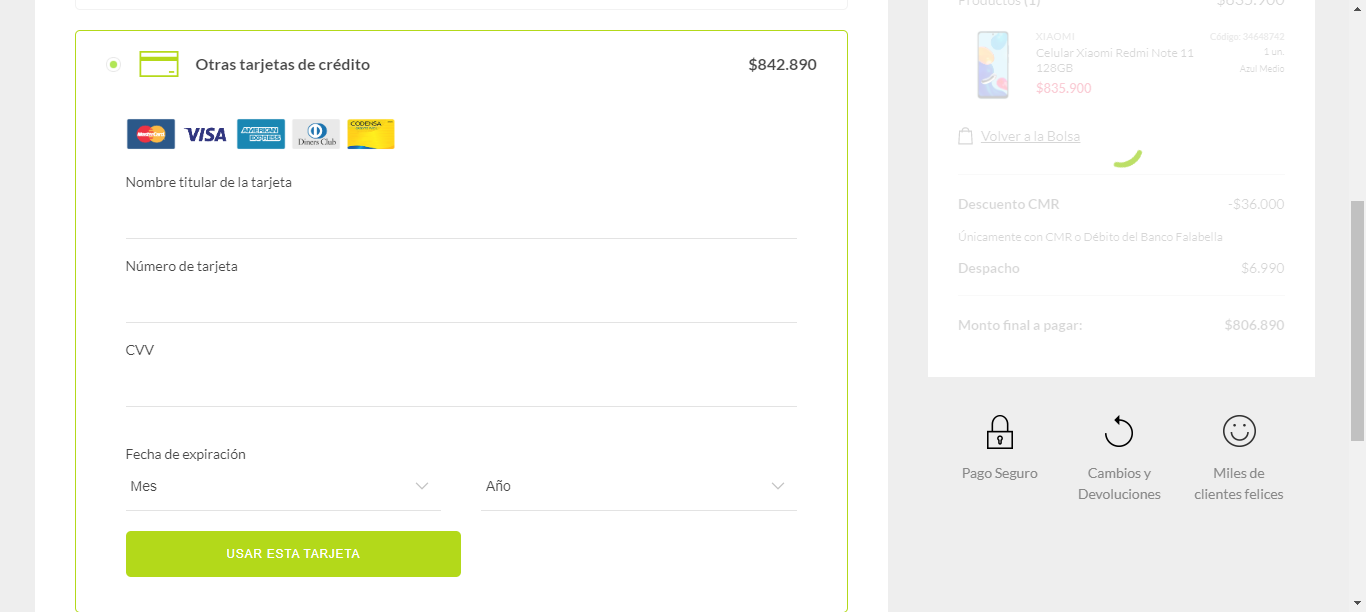 Otras tarjetas de crédito
$842.890
MasterCard
VISA
AMERICAN EXPRESS
Diners Club
CODENSA
Nombre titular de la tarjeta
Número de tarjeta
CVV
Fecha de expiración
Mes
Año
USAR ESTA TARJETA
Productos (1)
$835.900
XIAOMI
Código: 34648742
Celular Xiaomi Redmi Note 11
1 un.
128GB
Azul Medio
$835.900
Volver a la Bolsa
Descuento CMR
-$36.000
Únicamente con CMR o Débito del Banco Falabella
Despacho
$6.990
Monto final a pagar:
$806.890
Pago Seguro
Cambios y
Devoluciones
Miles de
clientes felices